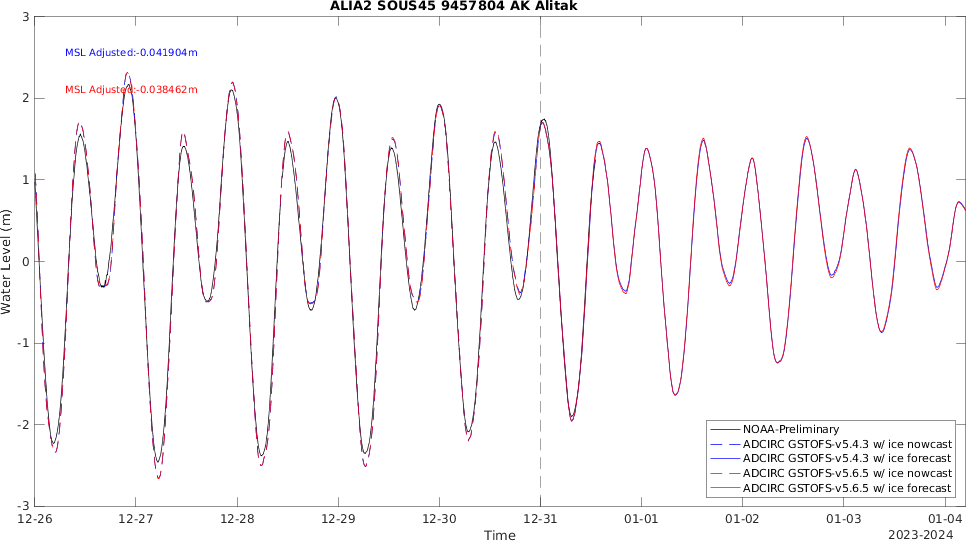 ALIA2 SOUS45 9457804 AK Alitak
MSL Adjusted:-0.041904m
MSL Adjusted:-0.038462m
Water Level (m)
3
2
1
0
-1
-2
-3
NOAA-Preliminary
ADCIRC GSTOFS-v5.4.3 w/ ice nowcast
ADCIRC GSTOFS-v5.4.3 w/ ice forecast
ADCIRC GSTOFS-v5.6.5 w/ ice nowcast
ADCIRC GSTOFS-v5.6.5 w/ ice forecast
12-26 12-27 12-28 12-29 12-30 12-31 01-01 01-02 01-03 01-04
Time
2023-2024